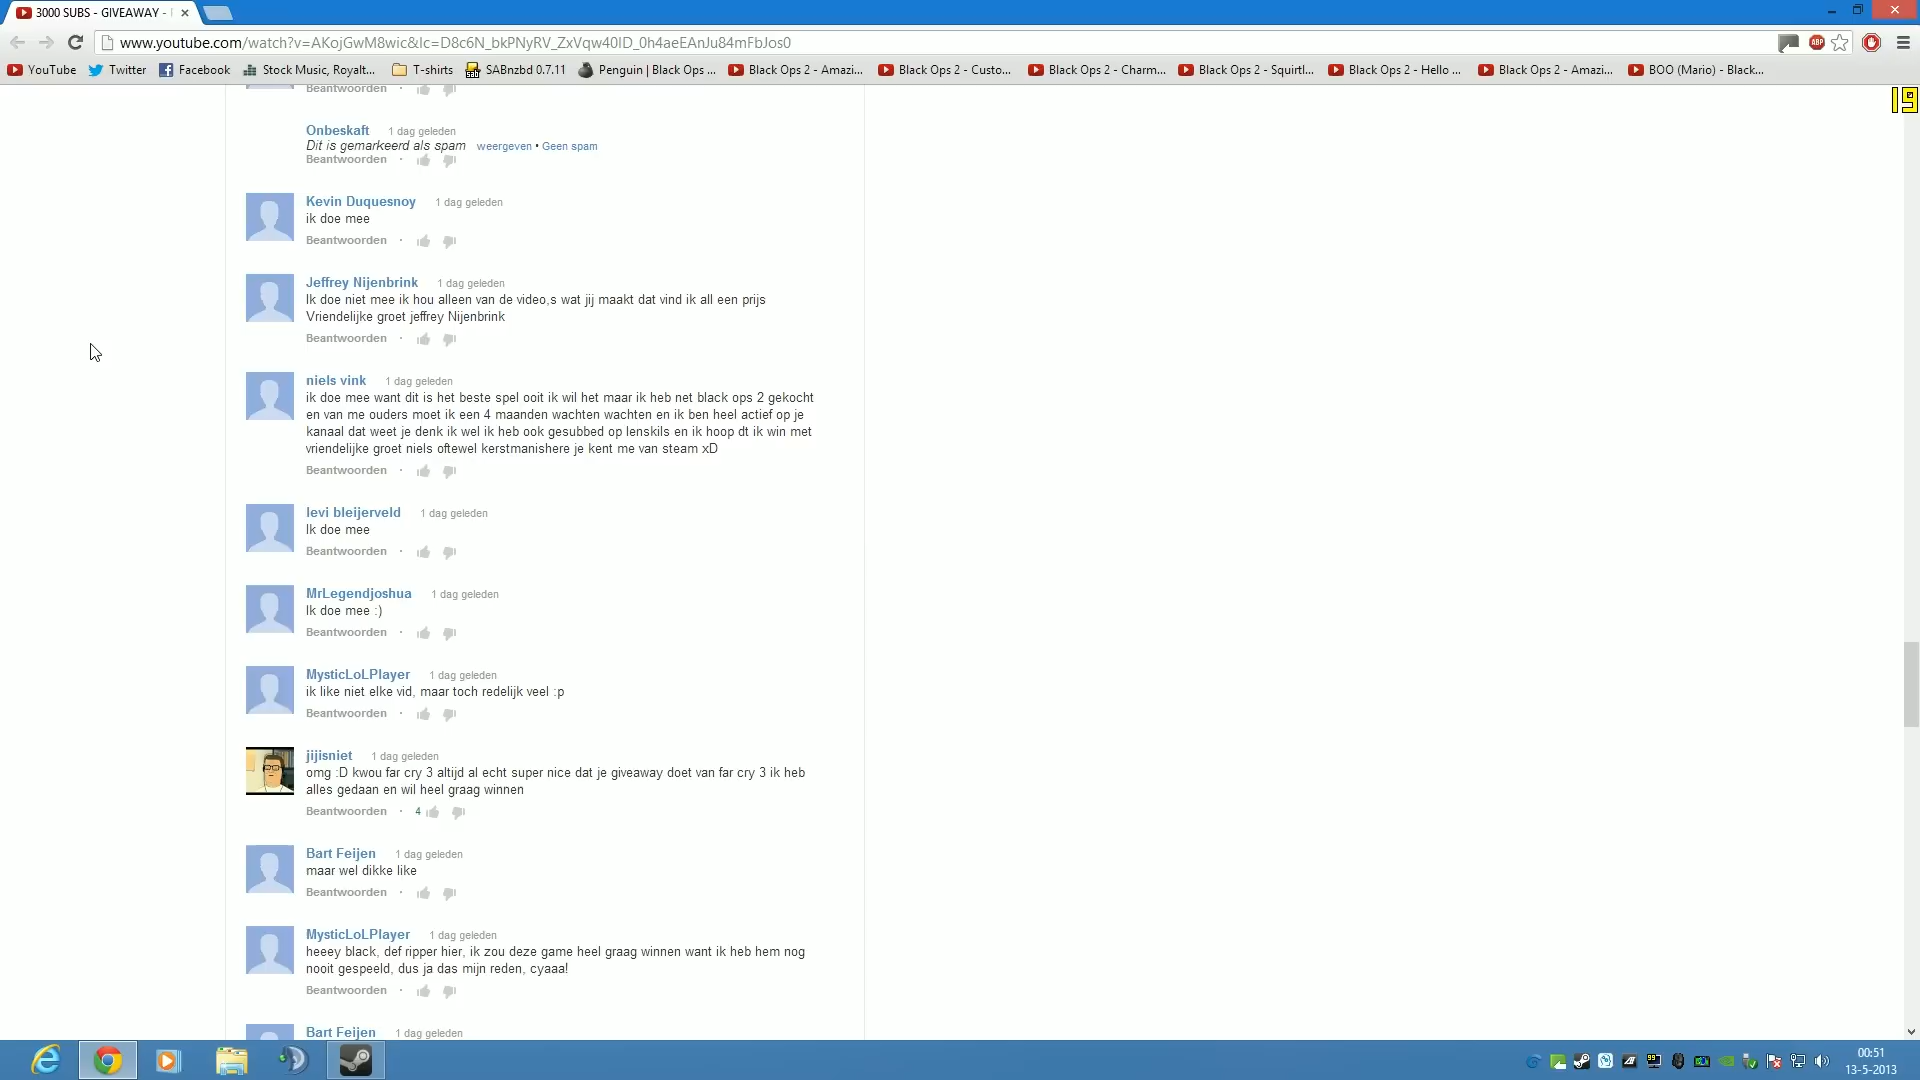 3000 SUBS - GIVEAWAY -
www.youtube.com/watch?v=AKojGwM8wic&lc=D8c6N_bkPNyRV_ZxVqw40lD_0h4aeEAnJu84mFbJos0
YouTube Twitter Facebook Stock Music, Royalt... T-shirts SABnzbd 0.7.11 Penguin | Black Ops ... Black Ops 2 - Amazi... Black Ops 2 - Custo... Black Ops 2 - Charm... Black Ops 2 - Squirtl... Black Ops 2 - Hello ... Black Ops 2 - Amazi... BOO (Mario) - Black...
19
Beantwoorden ·
Onbeskaft 1 dag geleden
Dit is gemarkeerd als spam weergeven • Geen spam
Beantwoorden ·
Kevin Duquesnoy 1 dag geleden
ik doe mee
Beantwoorden ·
Jeffrey Nijenbrink 1 dag geleden
Ik doe niet mee ik hou alleen van de video,s wat jij maakt dat vind ik all een prijs
Vriendelijke groet jeffrey Nijenbrink
Beantwoorden ·
niels vink 1 dag geleden
ik doe mee want dit is het beste spel ooit ik wil het maar ik heb net black ops 2 gekocht
en van me ouders moet ik een 4 maanden wachten wachten en ik ben heel actief op je
kanaal dat weet je denk ik wel ik heb ook gesubbed op lenskils en ik hoop dt ik win met
vriendelijke groet niels oftewel kerstmanishere je kent me van steam xD
Beantwoorden ·
levi bleijerveld 1 dag geleden
Ik doe mee
Beantwoorden ·
MrLegendjoshua 1 dag geleden
Ik doe mee :)
Beantwoorden ·
MysticLoLPlayer 1 dag geleden
ik like niet elke vid, maar toch redelijk veel :p
Beantwoorden ·
jijisniet 1 dag geleden
omg :D kwou far cry 3 altijd al echt super nice dat je giveaway doet van far cry 3 ik heb
alles gedaan en wil heel graag winnen
Beantwoorden · 4
Bart Feijen 1 dag geleden
maar wel dikke like
Beantwoorden ·
MysticLoLPlayer 1 dag geleden
heeey black, def ripper hier, ik zou deze game heel graag winnen want ik heb hem nog
nooit gespeeld, dus ja das mijn reden, cyaaa!
Beantwoorden ·
Bart Feijen 1 dag geleden
00:51
13-5-2013